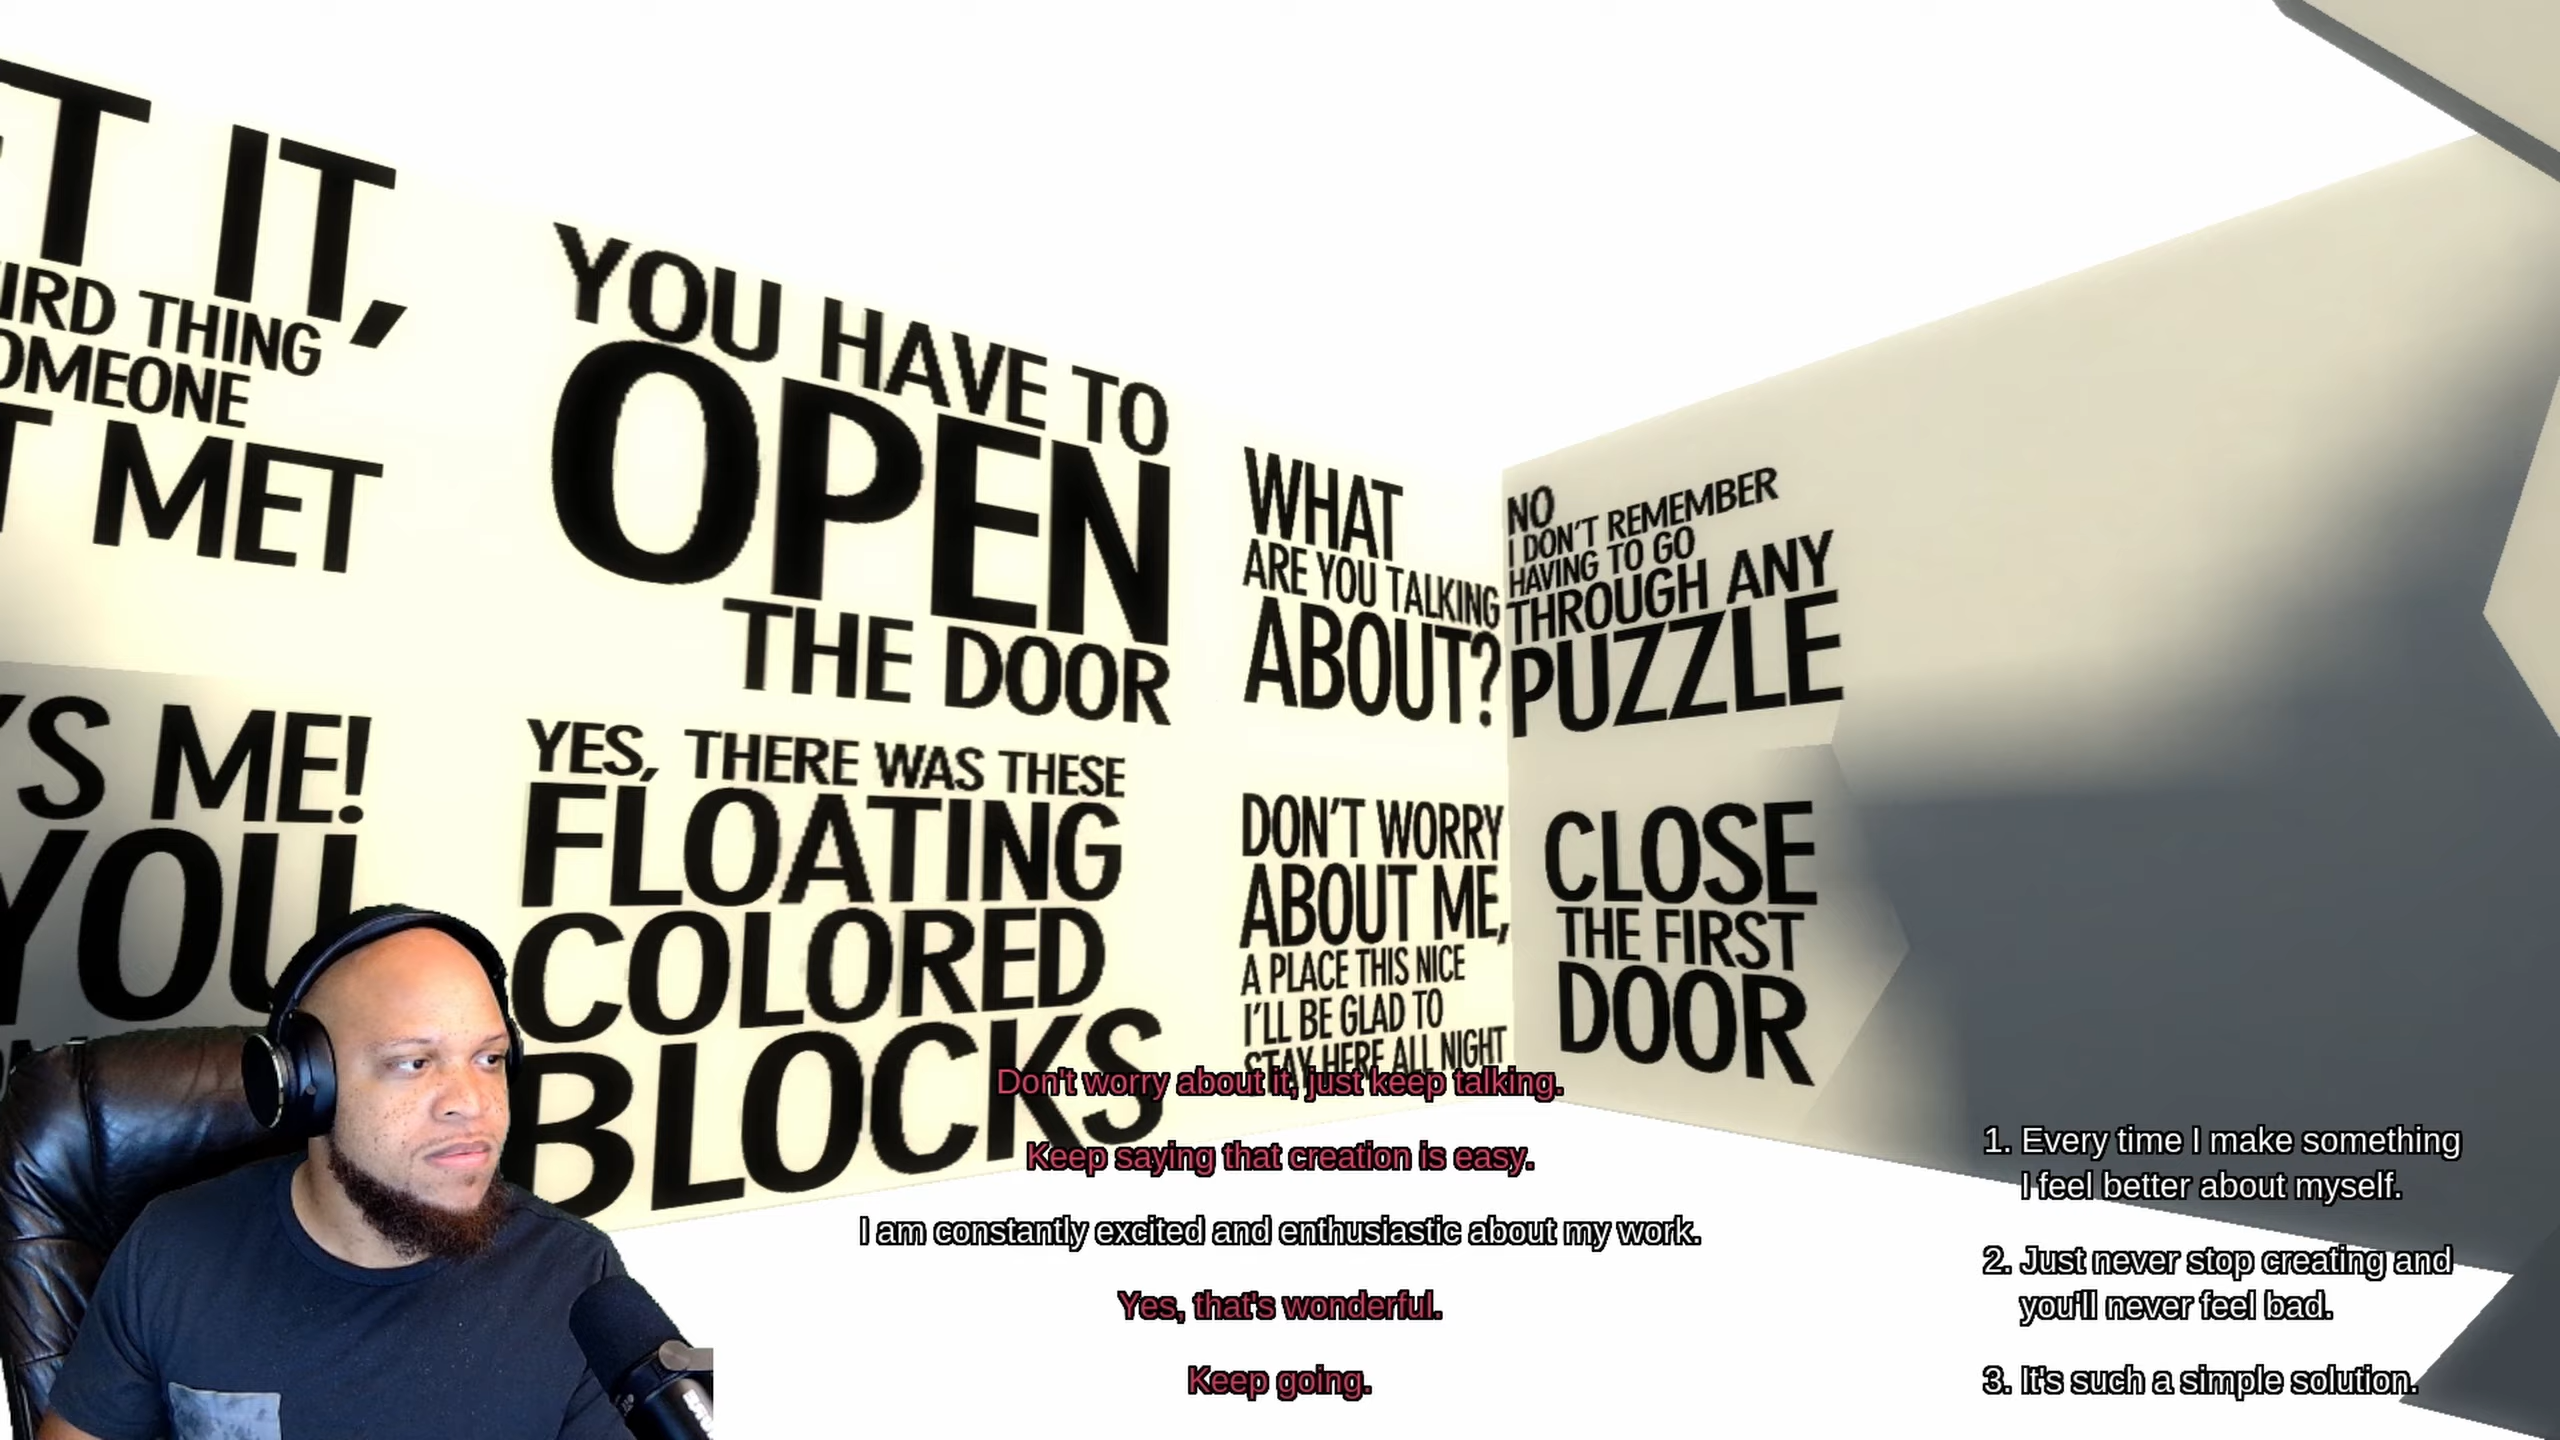 T IT,
THING
MET
ME!
YOU
YOU HAVE TO
OPEN
THE DOOR
YES, THERE WAS THESE
FLOATING
COLORED
BLOCKS
WHAT
ARE YOU TALKING
ABOUT?
DON'T WORRY
ABOUT ME,
A PLACE THIS NICE
I'LL BE GLAD TO
STAY HERE ALL NIGHT
NO
I DON'T REMEMBER
HAVING TO GO
THROUGH ANY
PUZZLE
CLOSE
THE FIRST
DOOR
Don't worry about it, just keep talking.
Keep saying that creation is easy.
I am constantly excited and enthusiastic about my work.
Yes, that's wonderful.
Keep going.
1. Every time I make something
I feel better about myself.
2. Just never stop creating and
you'll never feel bad.
3. It's such a simple solution.